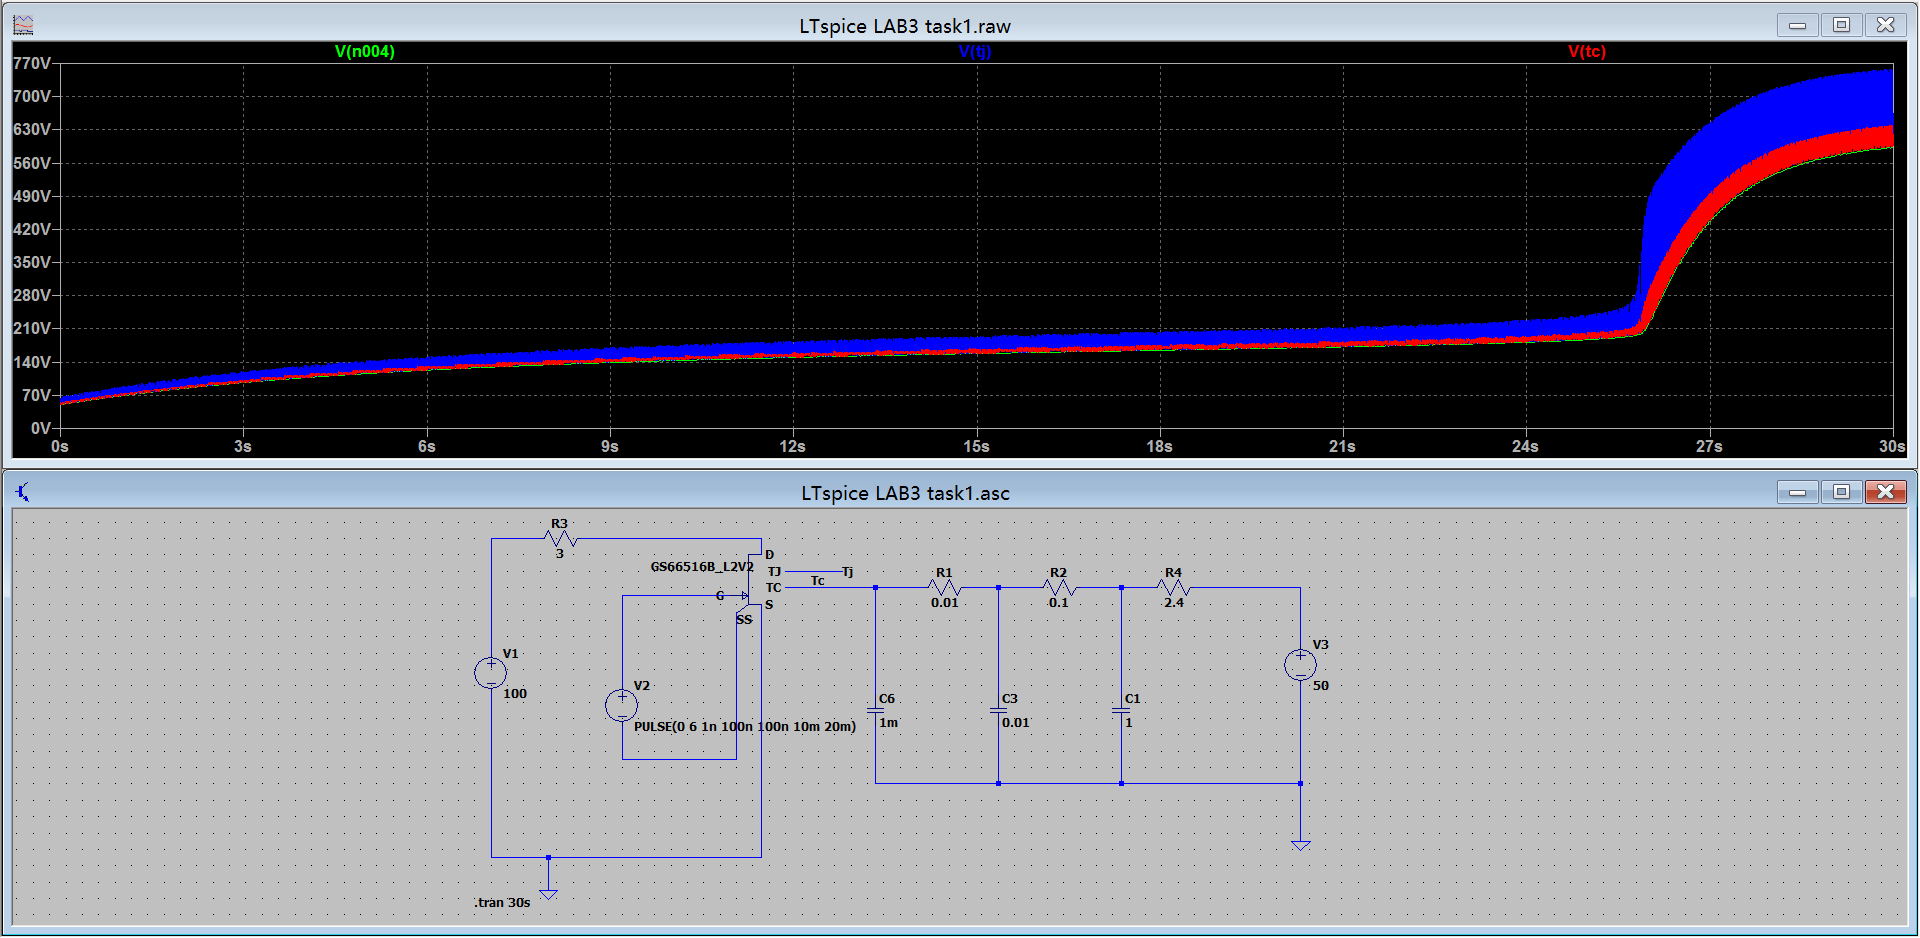 LTspice LAB3 task1.raw
V(n004) V(tj) V(tc)
770V
700V
630V
560V
490V
420V
350V
280V
210V
140V
70V
0V
0s 3s 6s 9s 12s 15s 18s 21s 24s 27s 30s
LTspice LAB3 task1.asc
R3
3
D
GS66516B_L2V2
TJ
Tj
TC
Tc
G
S
SS
R1
0.01
R2
0.1
R4
2.4
V1
100
V2
PULSE(0 6 1n 100n 100n 10m 20m)
C6
1m
C3
0.01
C1
1
V3
50
.tran 30s